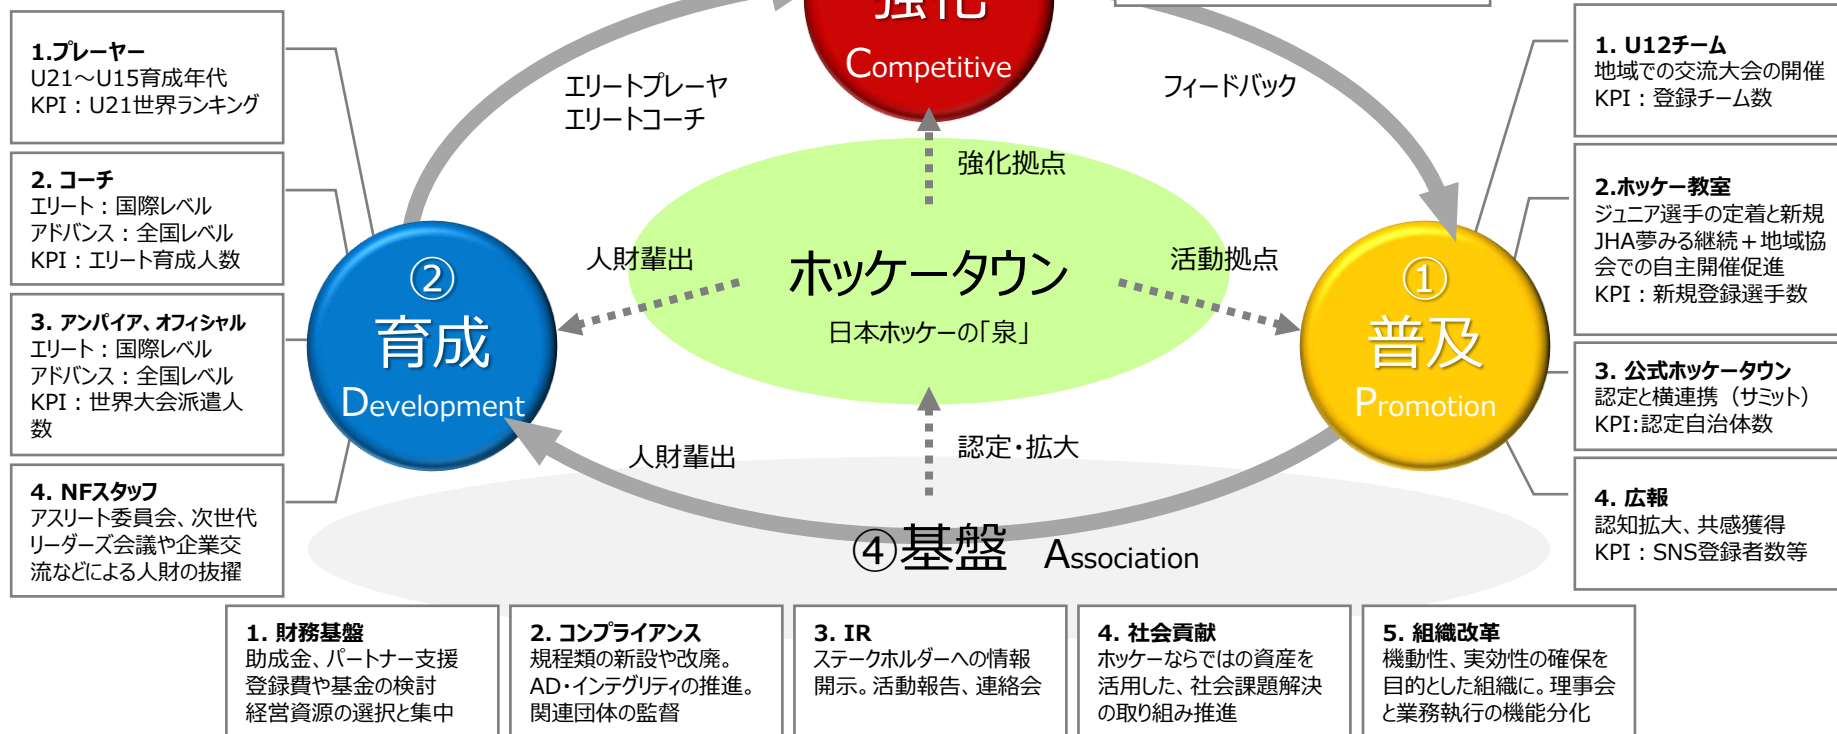 強化
Competitive
1.プレーヤー
U21～U15育成年代
KPI：U21世界ランキング
2. コーチ
エリート：国際レベル
アドバンス：全国レベル
KPI：エリート育成人数
3. アンパイア、オフィシャル
エリート：国際レベル
アドバンス：全国レベル
KPI：世界大会派遣人
数
4. NFスタッフ
アスリート委員会、次世代
リーダーズ会議や企業交
流などによる人財の抜擢
エリートプレーヤ
エリートコーチ
フィードバック
強化拠点
人財輩出
ホッケータウン
日本ホッケーの「泉」
活動拠点
②
育成
Development
①
普及
Promotion
人財輩出
認定・拡大
④基盤 Association
1. U12チーム
地域での交流大会の開催
KPI：登録チーム数
2.ホッケー教室
ジュニア選手の定着と新規
JHA夢みる継続＋地域協
会での自主開催促進
KPI：新規登録選手数
3. 公式ホッケータウン
認定と横連携（サミット）
KPI:認定自治体数
4. 広報
認知拡大、共感獲得
KPI：SNS登録者数等
1. 財務基盤
助成金、パートナー支援
登録費や基金の検討
経営資源の選択と集中
2. コンプライアンス
規程類の新設や改廃。
AD・インテグリティの推進。
関連団体の監督
3. IR
ステークホルダーへの情報
開示。活動報告、連絡会
4. 社会貢献
ホッケーならではの資産を
活用した、社会課題解決
の取り組み推進
5. 組織改革
機動性、実効性の確保を
目的とした組織に。理事会
と業務執行の機能分化